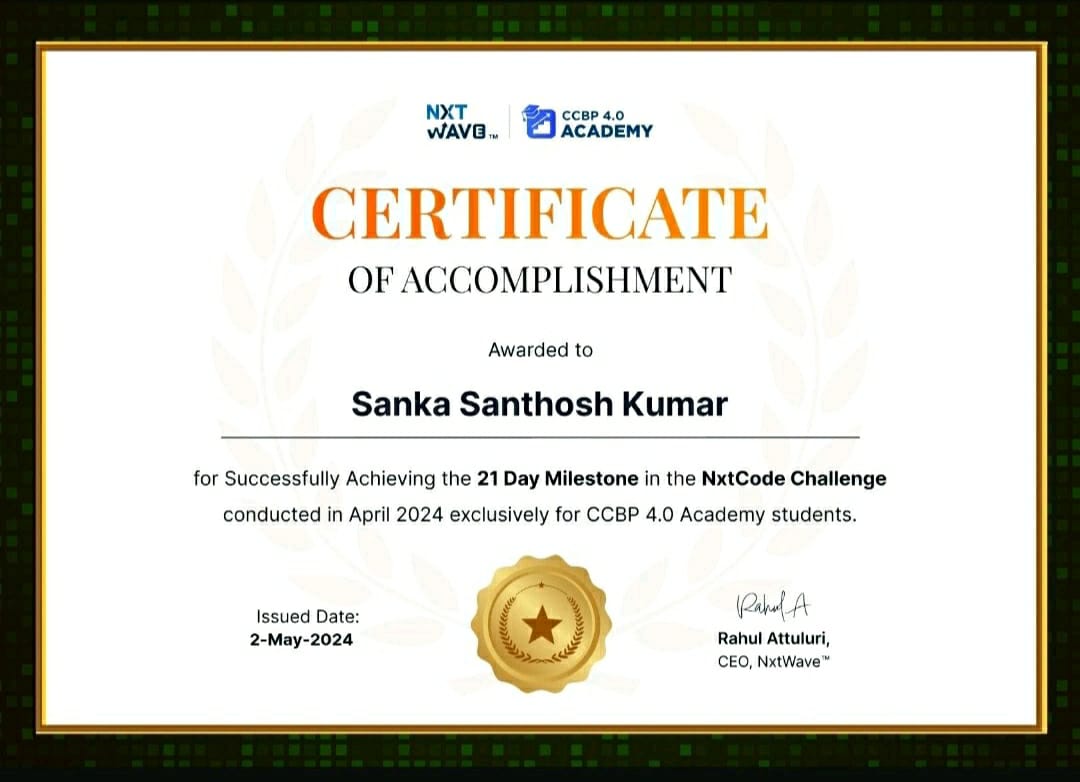 NXT
WAVE™
CCBP 4.0
ACADEMY
CERTIFICATE
OF ACCOMPLISHMENT
Awarded to
Sanka Santhosh Kumar
for Successfully Achieving the 21 Day Milestone in the NxtCode Challenge
conducted in April 2024 exclusively for CCBP 4.0 Academy students.
Issued Date:
2-May-2024
Rahul A
Rahul Attuluri,
CEO, NxtWave™